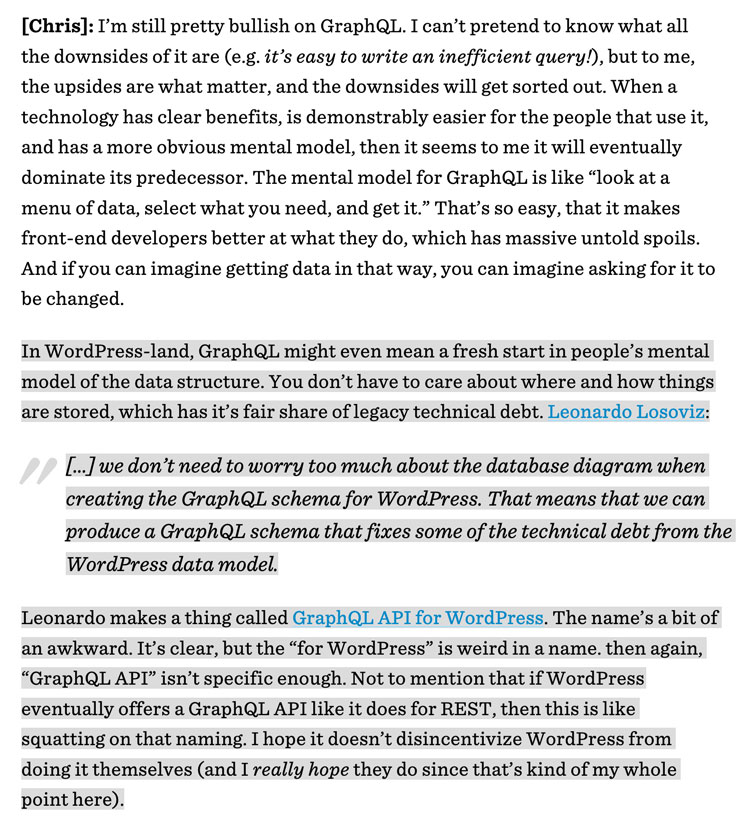 [Chris]: I’m still pretty bullish on GraphQL. I can’t pretend to know what all
the downsides of it are (e.g. it’s easy to write an inefficient query!), but to me,
the upsides are what matter, and the downsides will get sorted out. When a
technology has clear benefits, is demonstrably easier for the people that use it,
and has a more obvious mental model, then it seems to me it will eventually
dominate its predecessor. The mental model for GraphQL is like “look at a
menu of data, select what you need, and get it.” That’s so easy, that it makes
front-end developers better at what they do, which has massive untold spoils.
And if you can imagine getting data in that way, you can imagine asking for it to
be changed.
In WordPress-land, GraphQL might even mean a fresh start in people’s mental
model of the data structure. You don’t have to care about where and how things
are stored, which has it’s fair share of legacy technical debt. Leonardo Losoviz:
[…] we don’t need to worry too much about the database diagram when
creating the GraphQL schema for WordPress. That means that we can
produce a GraphQL schema that fixes some of the technical debt from the
WordPress data model.
Leonardo makes a thing called GraphQL API for WordPress. The name’s a bit of
an awkward. It’s clear, but the “for WordPress” is weird in a name. then again,
“GraphQL API” isn’t specific enough. Not to mention that if WordPress
eventually offers a GraphQL API like it does for REST, then this is like
squatting on that naming. I hope it doesn’t disincentivize WordPress from
doing it themselves (and I really hope they do since that’s kind of my whole
point here).